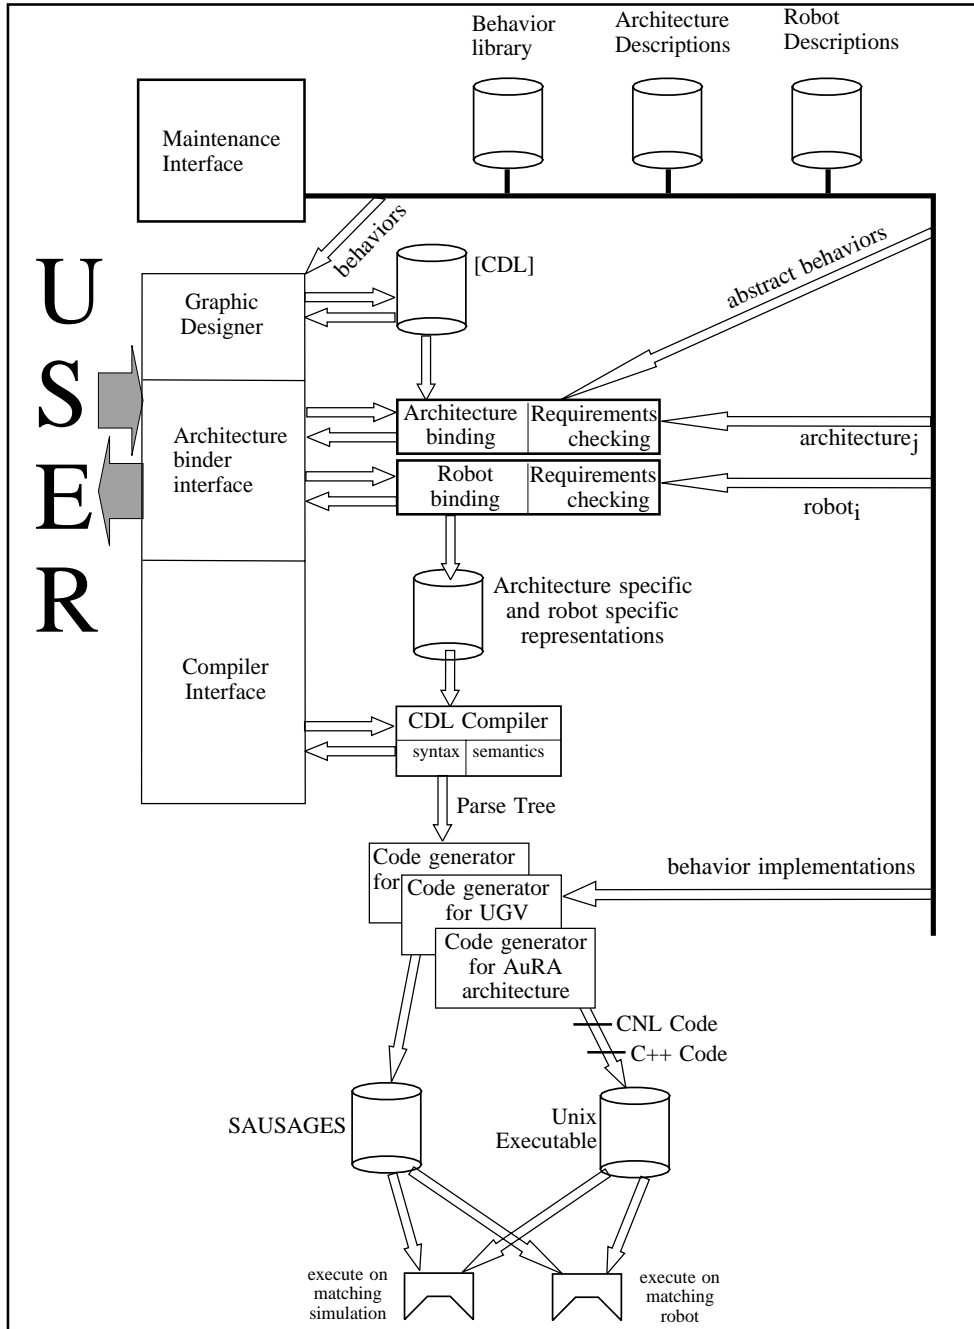 Behavior
library
Architecture
Descriptions
Robot
Descriptions
Maintenance
Interface
behaviors
[CDL]
abstract behaviors
USER
Graphic
Designer
Architecture
binding
Requirements
checking
architecturej
Architecture
binder
interface
Robot
binding
Requirements
checking
roboti
Architecture specific
and robot specific
representations
Compiler
Interface
CDL Compiler
syntax
semantics
Parse Tree
Code generator
for
behavior implementations
Code generator
for UGV
Code generator
for AuRA
architecture
CNL Code
C++ Code
SAUSAGES
Unix
Executable
execute on
matching
simulation
execute on
matching
robot